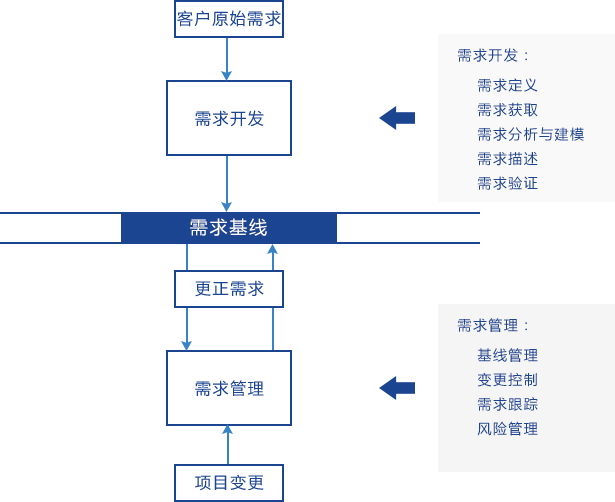 客户原始需求
需求开发
需求开发：
需求定义
需求获取
需求分析与建模
需求描述
需求验证
需求基线
更正需求
需求管理
需求管理：
基线管理
变更控制
需求跟踪
风险管理
项目变更